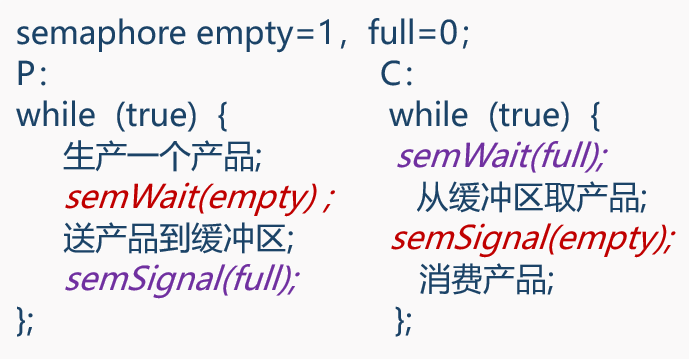 semaphore empty=1，full=0；
P：
while（true）{
生产一个产品;
semWait(empty) ;
送产品到缓冲区;
semSignal(full);
};
C：
while（true）{
semWait(full);
从缓冲区取产品;
semSignal(empty);
消费产品;
};